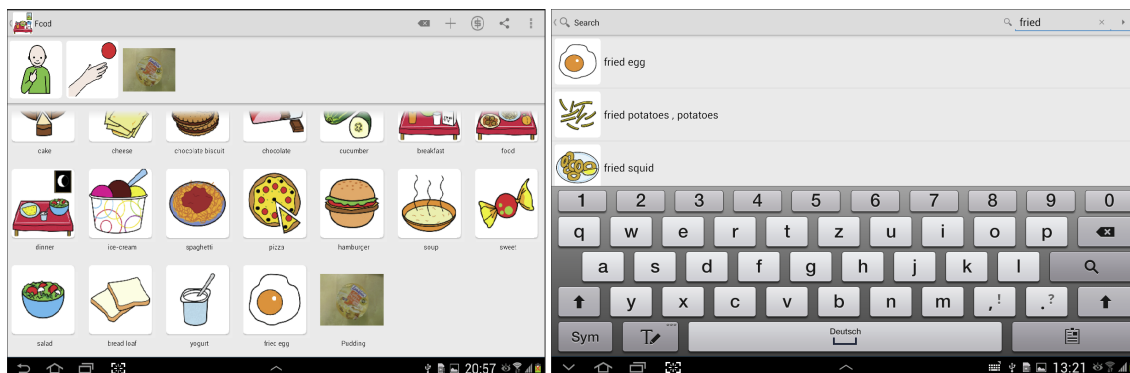 Food
cake cheese chocolate biscuit chocolate cucumber breakfast food
dinner ice-cream spaghetti pizza hamburger soup sweet
salad bread loaf yogurt fried egg Pudding
20:57
Search fried
fried egg
fried potatoes , potatoes
fried squid
1 2 3 4 5 6 7 8 9 0
q w e r t z u i o p
a s d f g h j k l
y x c v b n m ,! .?
Sym T Deutsch
13:21